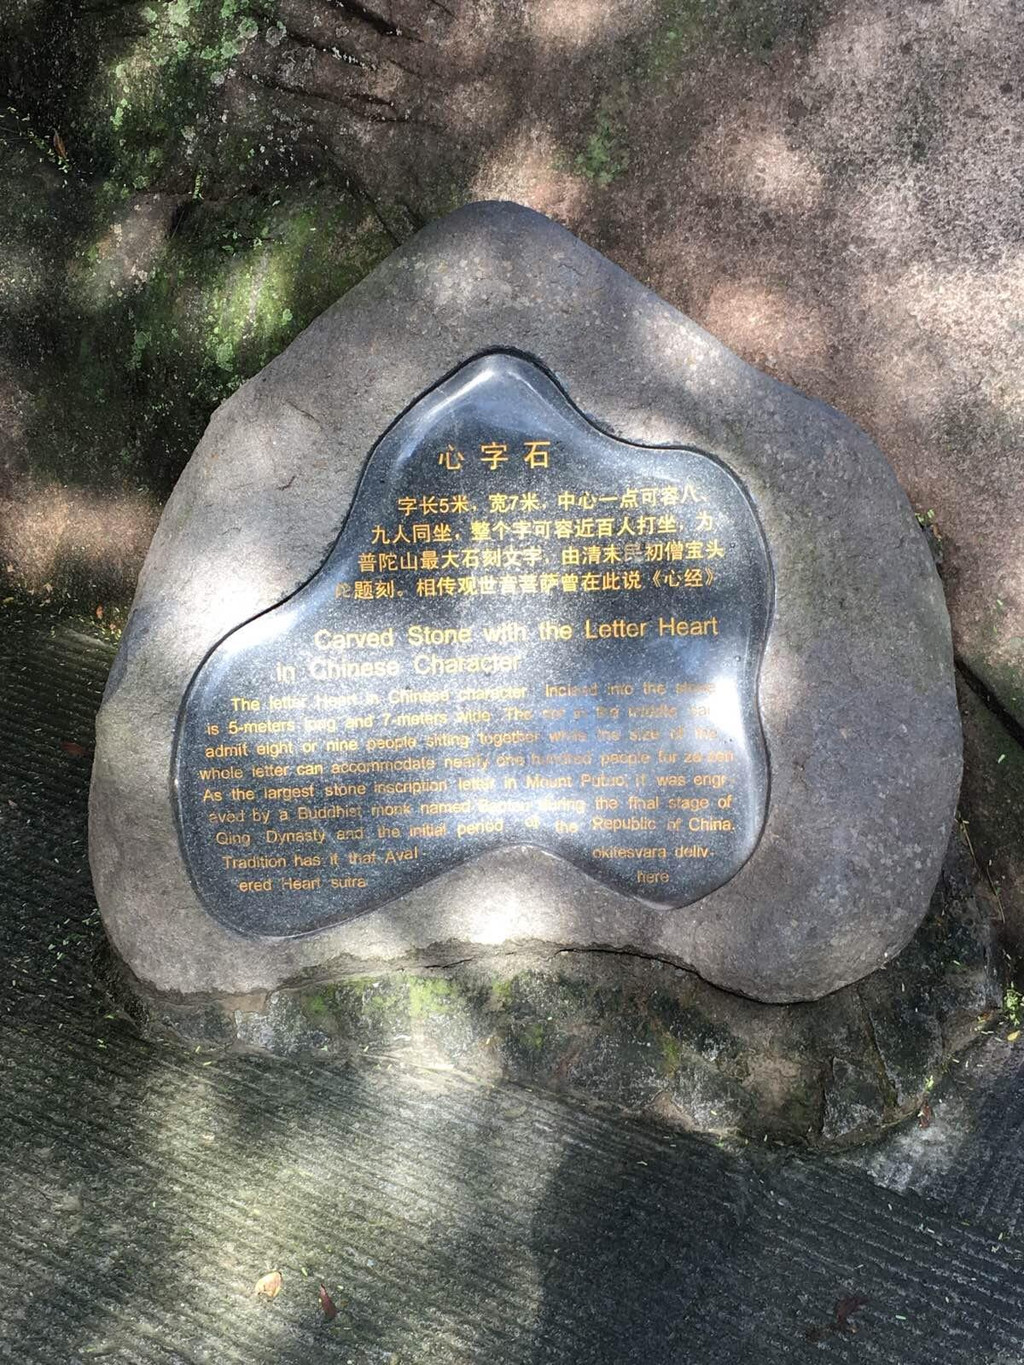 心字石
字长5米，宽7米，中心一点可容八、
九人同坐，整个字可容近百人打坐，为
普陀山最大石刻文字，由清末民初僧宝头
陀题刻。相传观世音菩萨曾在此说《心经》
Carved Stone with the Letter Heart
in Chinese Character
The letter Heart in Chinese character incised into the stone
is 5-meters long and 7-meters wide. The dot in the middle can
admit eight or nine people sitting together while the size of the
whole letter can accommodate nearly one hundred people for za-zen
As the largest stone inscription letter in Mount Putuo, it was engr-
aved by a Buddhist monk named during the final stage of
Qing Dynasty and the initial period of the Republic of China.
Tradition has it that Aval okitesvara deliv-
ered Heart sutra here